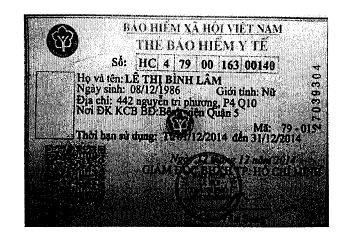 BẢO HIỂM XÃ HỘI VIỆT NAM
THẺ BẢO HIỂM Y TẾ
Số: HC 4 79 00 163 00140
Họ và tên: LÊ THỊ BÌNH LÂM
Ngày sinh: 08/12/1986 Giới tính: Nữ
Địa chỉ: 442 nguyễn tri phương, P4 Q10
Nơi ĐK KCB BĐ: Bệnh viện Quận 5
Mã: 79 - 01
Thời hạn sử dụng: /12/2014 đến 31/12/2014
Ngày 12 tháng 12 năm 2014
GIÁM ĐỐC BHXH TP. HỒ CHÍ MINH
27039304